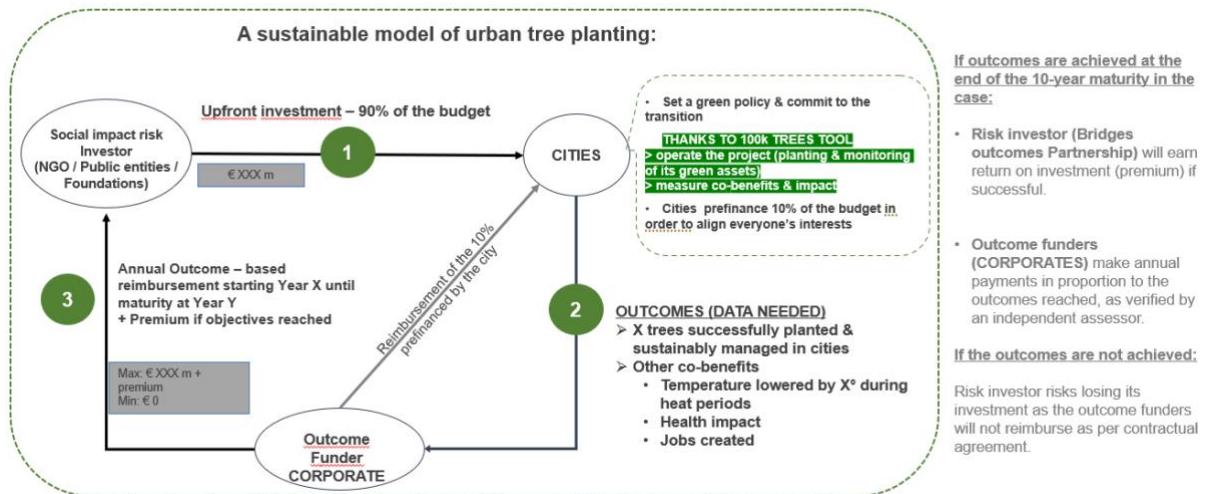 A sustainable model of urban tree planting:
Upfront investment – 90% of the budget
Social impact risk
Investor
(NGO / Public entities /
Foundations)
1
€ XXX m
CITIES
• Set a green policy & commit to the
transition
THANKS TO 100k TREES TOOL
> operate the project (planting & monitoring
of its green assets)
> measure co-benefits & impact
• Cities prefinance 10% of the budget in
order to align everyone's interests
Reimbursement of the 10%
prefinanced by the city
3
Annual Outcome – based
reimbursement starting Year X until
maturity at Year Y
+ Premium if objectives reached
Max: € XXX m +
premium
Min: € 0
2
OUTCOMES (DATA NEEDED)
➢ X trees successfully planted &
sustainably managed in cities
➢ Other co-benefits
• Temperature lowered by X° during
heat periods
• Health impact
• Jobs created
Outcome
Funder
CORPORATE
If outcomes are achieved at the
end of the 10-year maturity in the
case:
• Risk investor (Bridges
outcomes Partnership) will earn
return on investment (premium) if
successful.
• Outcome funders
(CORPORATES) make annual
payments in proportion to the
outcomes reached, as verified by
an independent assessor.
If the outcomes are not achieved:
Risk investor risks losing its
investment as the outcome funders
will not reimburse as per contractual
agreement.